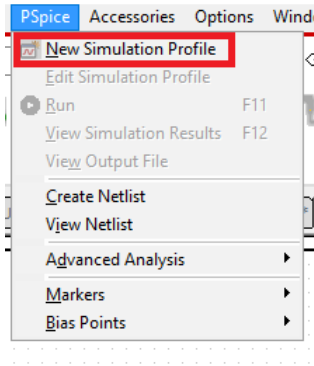 PSpice Accessories Options
New Simulation Profile
Edit Simulation Profile
Run F11
View Simulation Results F12
View Output File
Create Netlist
View Netlist
Advanced Analysis
Markers
Bias Points